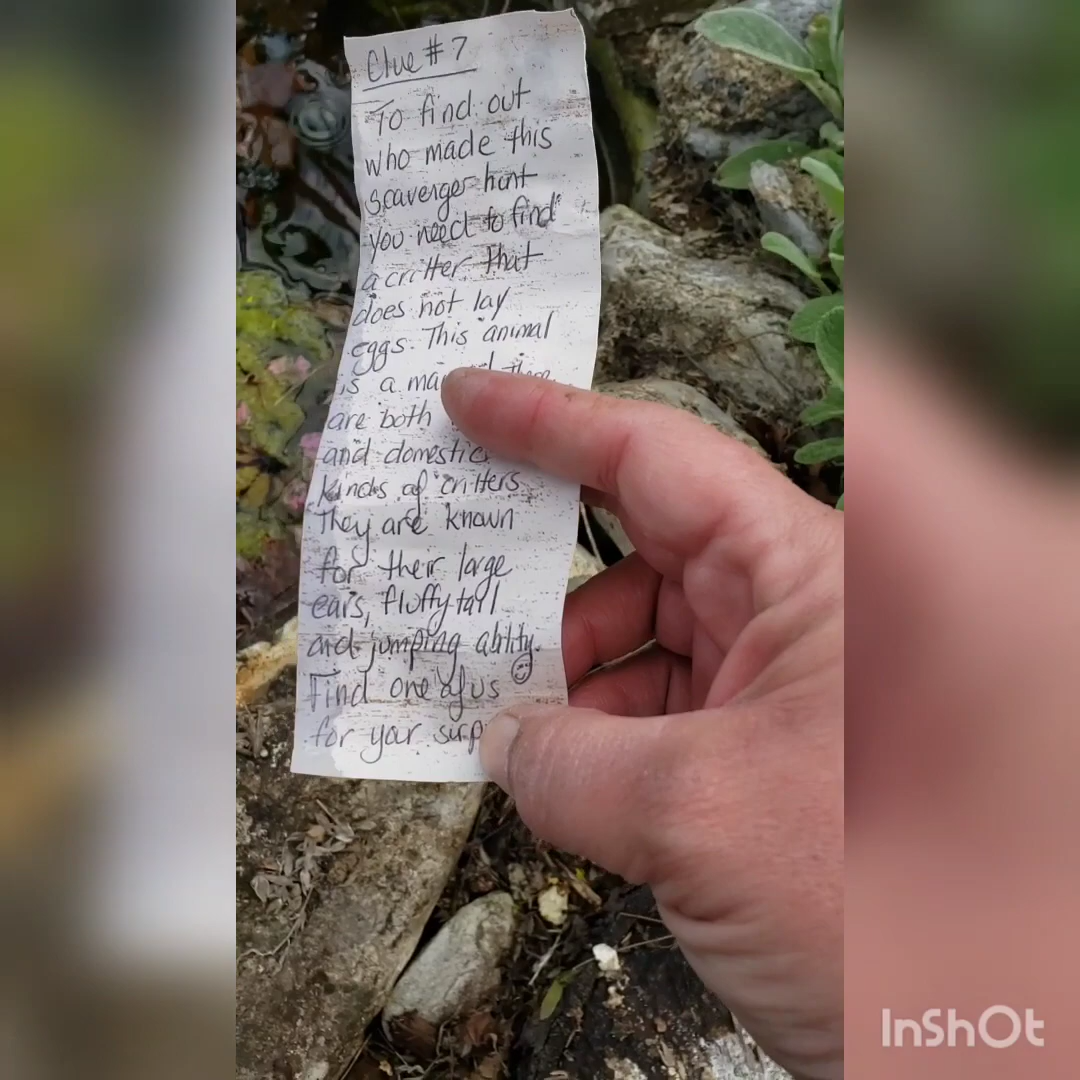 Clue #7
To find out
who made this
scavenger hunt
you need to find
a critter that
does not lay
eggs. This animal
is a
are both
and domestic
kinds of critters
They are known
for their large
ears, fluffy tail
and jumping ability.
Find one of us
for your
InShOt